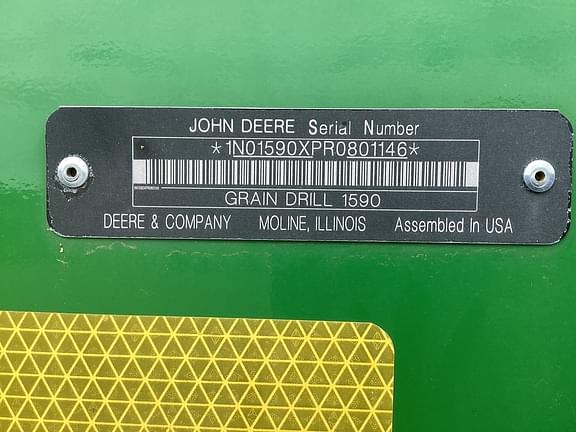 JOHN DEERE Serial Number
*1N01590XPR0801146*
GRAIN DRILL 1590
DEERE & COMPANY MOLINE, ILLINOIS Assembled In USA